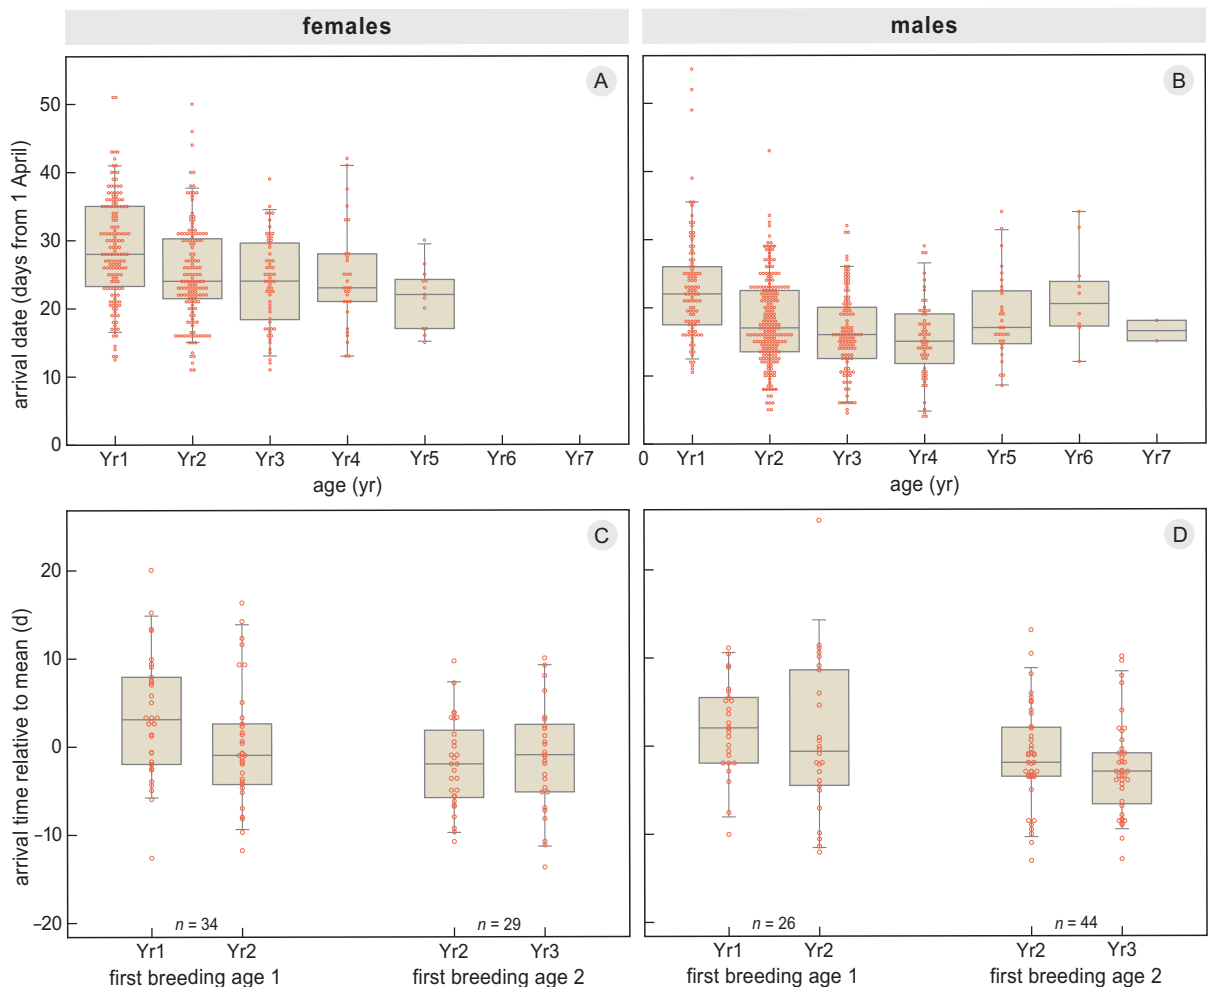 females
males
A
B
arrival date (days from 1 April)
50
40
30
20
10
0
Yr1 Yr2 Yr3 Yr4 Yr5 Yr6 Yr7
age (yr)
0 Yr1 Yr2 Yr3 Yr4 Yr5 Yr6 Yr7
age (yr)
C
D
arrival time relative to mean (d)
20
10
0
–10
–20
n = 34
n = 29
Yr1 Yr2 Yr2 Yr3
first breeding age 1 first breeding age 2
n = 26
n = 44
Yr1 Yr2 Yr2 Yr3
first breeding age 1 first breeding age 2